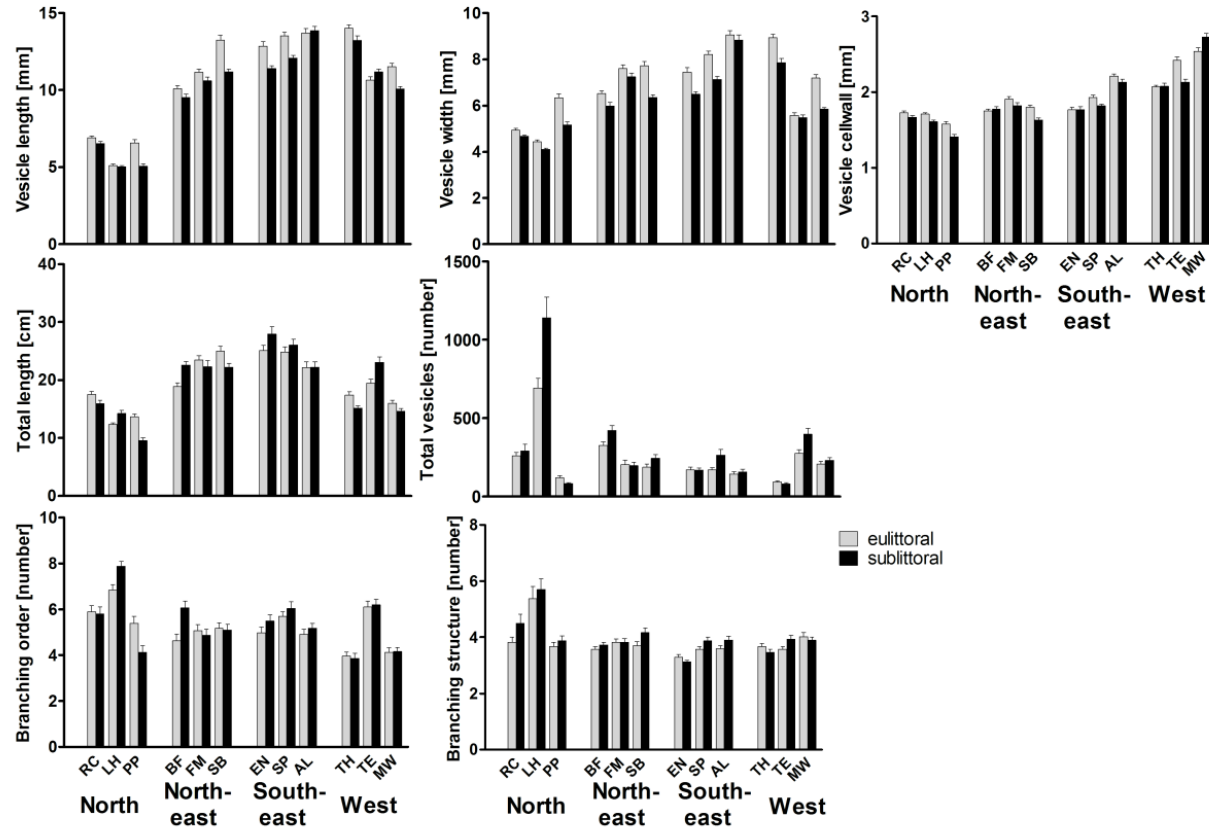 Vesicle length [mm]
15
10
5
0
Vesicle width [mm]
10
8
6
4
2
0
Vesicle cellwall [mm]
3
2
1
0
RC LH PP BF FM SB EN SP AL TH TE MW
North North-east South-east West
Total length [cm]
40
30
20
10
0
Total vesicles [number]
1500
1000
500
0
Branching order [number]
10
8
6
4
2
0
RC LH PP BF FM SB EN SP AL TH TE MW
North North-east South-east West
Branching structure [number]
8
6
4
2
0
RC LH PP BF FM SB EN SP AL TH TE MW
North North-east South-east West
eulittoral
sublittoral